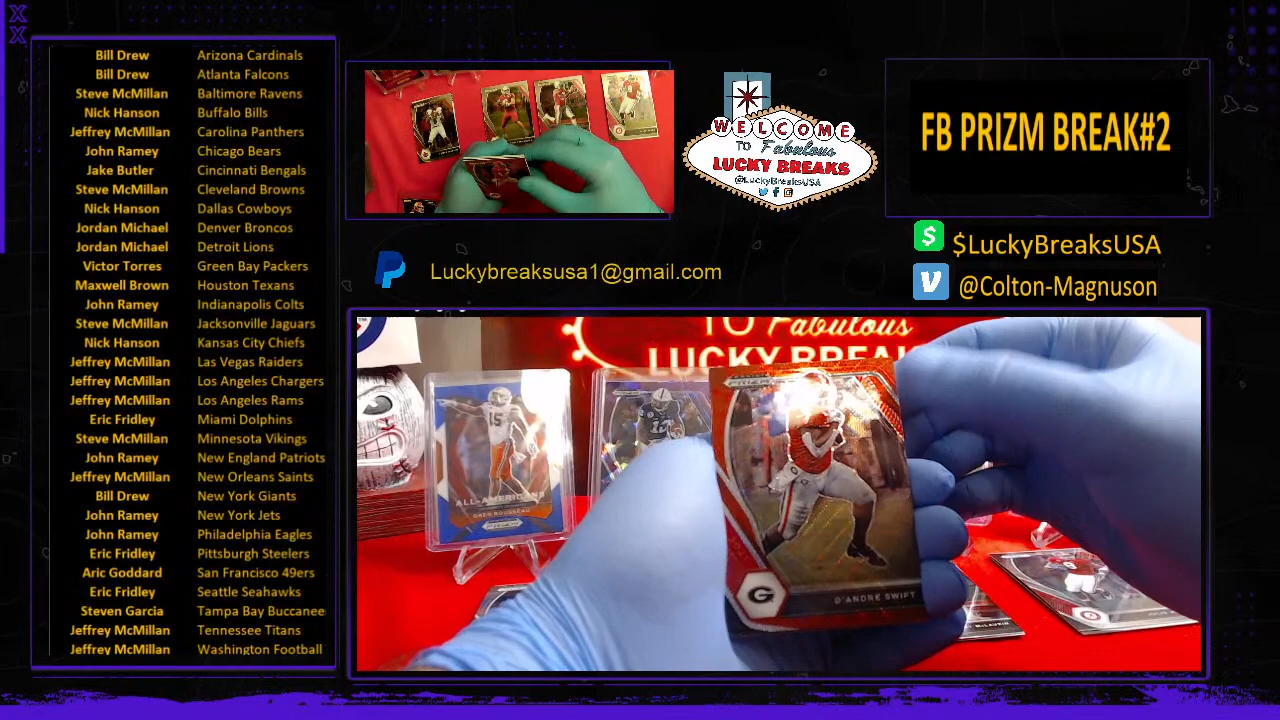 Bill Drew Arizona Cardinals
Bill Drew Atlanta Falcons
Steve McMillan Baltimore Ravens
Nick Hanson Buffalo Bills
Jeffrey McMillan Carolina Panthers
John Ramey Chicago Bears
Jake Butler Cincinnati Bengals
Steve McMillan Cleveland Browns
Nick Hanson Dallas Cowboys
Jordan Michael Denver Broncos
Jordan Michael Detroit Lions
Victor Torres Green Bay Packers
Maxwell Brown Houston Texans
John Ramey Indianapolis Colts
Steve McMillan Jacksonville Jaguars
Nick Hanson Kansas City Chiefs
Jeffrey McMillan Las Vegas Raiders
Jeffrey McMillan Los Angeles Chargers
Jeffrey McMillan Los Angeles Rams
Eric Fridley Miami Dolphins
Steve McMillan Minnesota Vikings
John Ramey New England Patriots
Jeffrey McMillan New Orleans Saints
Bill Drew New York Giants
John Ramey New York Jets
John Ramey Philadelphia Eagles
Eric Fridley Pittsburgh Steelers
Aric Goddard San Francisco 49ers
Eric Fridley Seattle Seahawks
Steven Garcia Tampa Bay Buccanee
Jeffrey McMillan Tennessee Titans
Jeffrey McMillan Washington Football
WELCOME
TO Fabulous
LUCKY BREAKS
@LuckyBreaksUSA
FB PRIZM BREAK#2
$LuckyBreaksUSA
@Colton-Magnuson
Luckybreaksusa1@gmail.com
TO Fabulous
LUCKY BREA
15
ALL-AMERICANS
GREG ROUSSEAU
PRIZM
12
PRIZM
G
D'ANDRE SWIFT